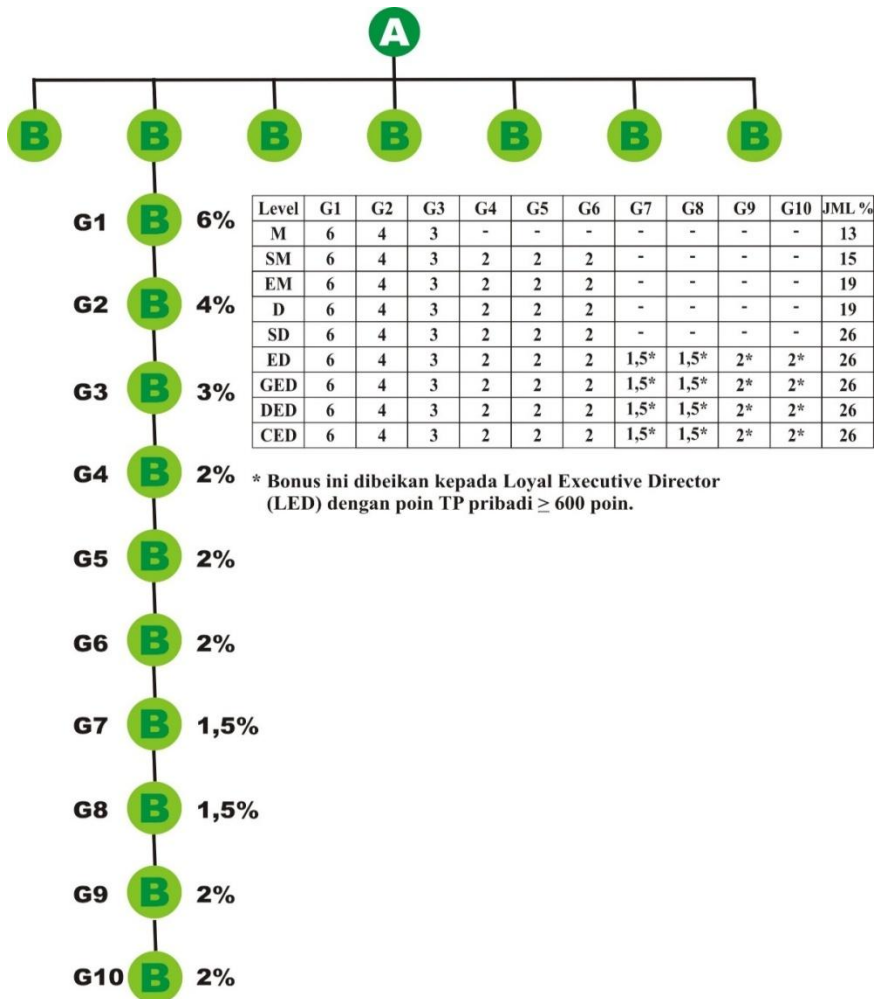 A
B B B B B B B
G1 B 6%
G2 B 4%
G3 B 3%
G4 B 2%
G5 B 2%
G6 B 2%
G7 B 1,5%
G8 B 1,5%
G9 B 2%
G10 B 2%
Level G1 G2 G3 G4 G5 G6 G7 G8 G9 G10 JML %
M 6 4 3 - - - - - - - 13
SM 6 4 3 2 2 2 - - - - 15
EM 6 4 3 2 2 2 - - - - 19
D 6 4 3 2 2 2 - - - - 19
SD 6 4 3 2 2 2 - - - - 26
ED 6 4 3 2 2 2 1,5* 1,5* 2* 2* 26
GED 6 4 3 2 2 2 1,5* 1,5* 2* 2* 26
DED 6 4 3 2 2 2 1,5* 1,5* 2* 2* 26
CED 6 4 3 2 2 2 1,5* 1,5* 2* 2* 26
* Bonus ini dibeikan kepada Loyal Executive Director
(LED) dengan poin TP pribadi ≥ 600 poin.